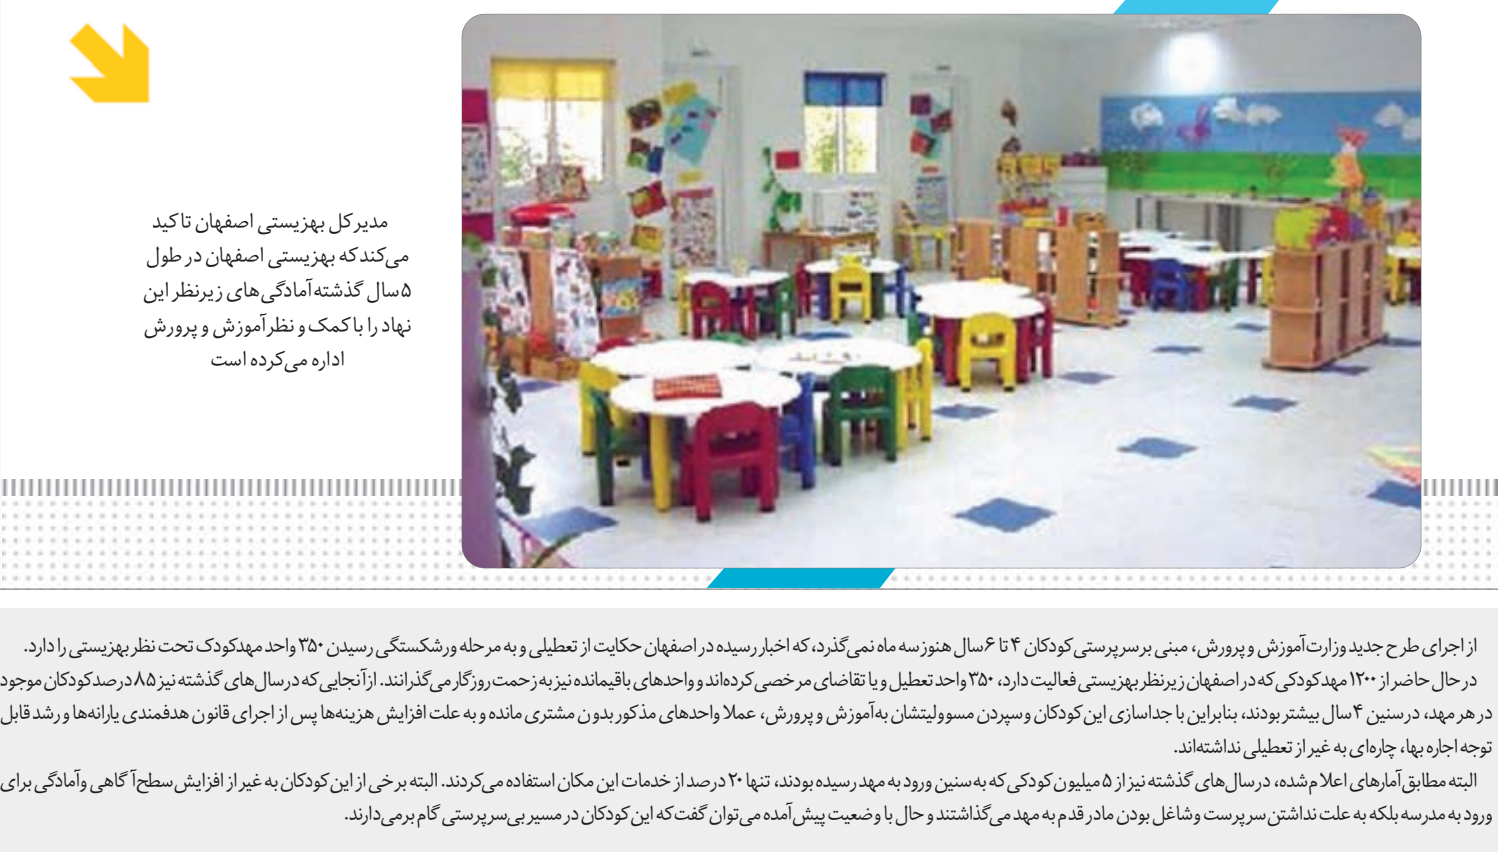 مدیرکل بهزیستی اصفهان تاکید
می‌کندکه بهزیستی اصفهان در طول
۵سال گذشته آمادگی‌های زیرنظر این
نهاد را با کمک و نظر آموزش و پرورش
اداره می‌کرده است
از اجرای طرح جدید وزارت آموزش و پرورش، مبنی بر سرپرستی کودکان ۴ تا ۶ سال هنوز سه ماه نمی‌گذرد، که اخبار رسیده در اصفهان حکایت از تعطیلی و به مرحله ورشکستگی رسیدن ۳۵۰ واحد مهدکودک تحت نظر بهزیستی را دارد.
در حال حاضر از ۱۲۰۰ مهدکودکی که در اصفهان زیرنظر بهزیستی فعالیت دارد، ۳۵۰ واحد تعطیل و یا تقاضای مرخصی کرده‌اند و واحدهای باقیمانده نیز به زحمت روزگار می‌گذرانند. از آنجایی که در سال‌های گذشته نیز ۸۵ درصد کودکان موجود
در هر مهد، در سنین ۴ سال بیشتر بودند، بنابراین با جداسازی این کودکان وسپردن مسوولیتشان به آموزش و پرورش، عملا واحدهای مذکور بدون مشتری مانده و به علت افزایش هزینه‌ها پس از اجرای قانون هدفمندی یارانه‌ها و رشد قابل
توجه اجاره بها، چاره‌ای به غیر از تعطیلی نداشته‌اند.
البته مطابق آمارهای اعلام شده، در سال‌های گذشته نیز از ۵ میلیون کودکی که به سنین ورود به مهد رسیده بودند، تنها ۲۰ درصد از خدمات این مکان استفاده می‌کردند. البته برخی از این کودکان به غیر از افزایش سطح آگاهی وآمادگی برای
ورود به مدرسه بلکه به علت نداشتن سرپرست وشاغل بودن مادر قدم به مهد می‌گذاشتند و حال با وضعیت پیش آمده می‌توان گفت که این کودکان در مسیر بی‌سرپرستی گام برمی‌دارند.